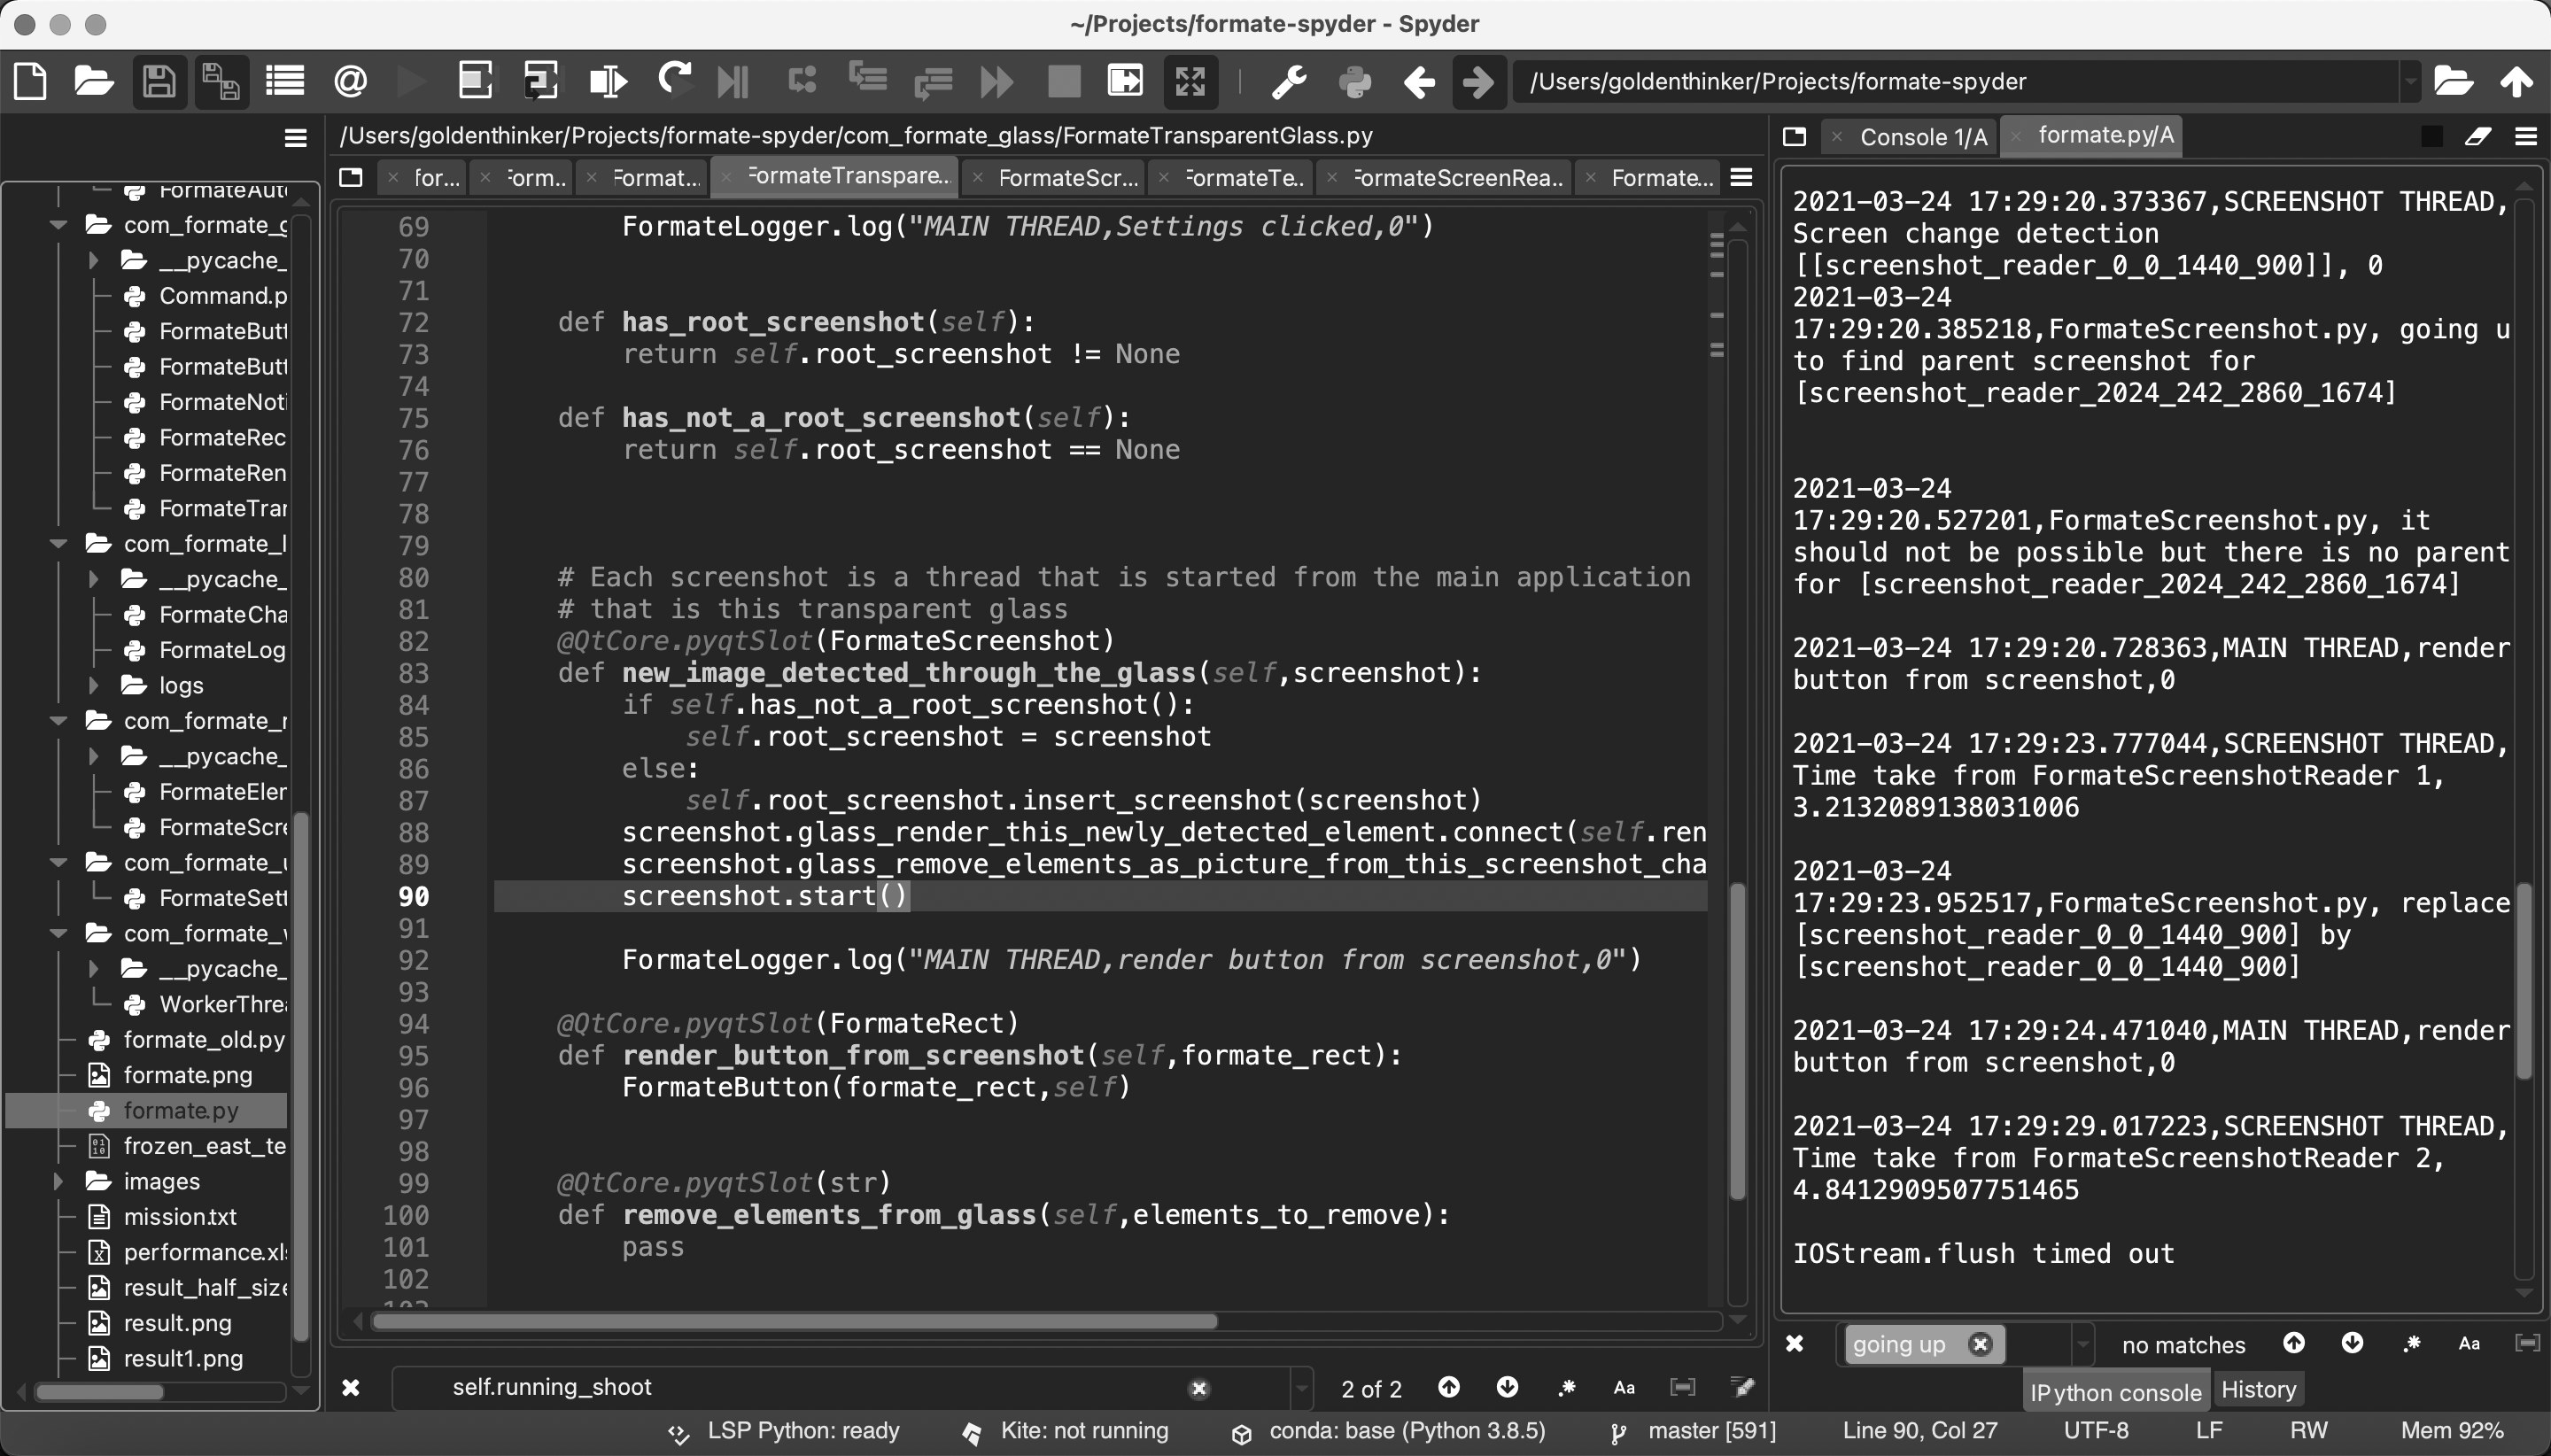 ~/Projects/formate-spyder - Spyder
/Users/goldenthinker/Projects/formate-spyder
FormateAut
com_formate_g
__pycache_
Command.p
FormateButt
FormateButt
FormateNoti
FormateRec
FormateRen
FormateTrar
com_formate_l
__pycache_
FormateCha
FormateLog
logs
com_formate_r
__pycache_
FormateElem
FormateScre
com_formate_u
FormateSett
com_formate_v
__pycache_
WorkerThrea
formate_old.py
formate.png
formate.py
frozen_east_te
images
mission.txt
performance.xls
result_half_size
result.png
result1.png
/Users/goldenthinker/Projects/formate-spyder/com_formate_glass/FormateTransparentGlass.py
for...
Form..
Format...
FormateTranspare..
FormateScr...
FormateTe..
FormateScreenRea..
Formate...
69 FormateLogger.log("MAIN THREAD,Settings clicked,0")
70
71
72 def has_root_screenshot(self):
73 return self.root_screenshot != None
74
75 def has_not_a_root_screenshot(self):
76 return self.root_screenshot == None
77
78
79
80 # Each screenshot is a thread that is started from the main application
81 # that is this transparent glass
82 @QtCore.pyqtSlot(FormateScreenshot)
83 def new_image_detected_through_the_glass(self,screenshot):
84 if self.has_not_a_root_screenshot():
85 self.root_screenshot = screenshot
86 else:
87 self.root_screenshot.insert_screenshot(screenshot)
88 screenshot.glass_render_this_newly_detected_element.connect(self.ren
89 screenshot.glass_remove_elements_as_picture_from_this_screenshot_cha
90 screenshot.start()
91
92 FormateLogger.log("MAIN THREAD,render button from screenshot,0")
93
94 @QtCore.pyqtSlot(FormateRect)
95 def render_button_from_screenshot(self,formate_rect):
96 FormateButton(formate_rect,self)
97
98
99 @QtCore.pyqtSlot(str)
100 def remove_elements_from_glass(self,elements_to_remove):
101 pass
102
103
self.running_shoot
2 of 2
Aa
Console 1/A
formate.py/A
2021-03-24 17:29:20.373367,SCREENSHOT THREAD,
Screen change detection
[[screenshot_reader_0_0_1440_900]], 0
2021-03-24
17:29:20.385218,FormateScreenshot.py, going u
to find parent screenshot for
[screenshot_reader_2024_242_2860_1674]
2021-03-24
17:29:20.527201,FormateScreenshot.py, it
should not be possible but there is no parent
for [screenshot_reader_2024_242_2860_1674]
2021-03-24 17:29:20.728363,MAIN THREAD,render
button from screenshot,0
2021-03-24 17:29:23.777044,SCREENSHOT THREAD,
Time take from FormateScreenshotReader 1,
3.2132089138031006
2021-03-24
17:29:23.952517,FormateScreenshot.py, replace
[screenshot_reader_0_0_1440_900] by
[screenshot_reader_0_0_1440_900]
2021-03-24 17:29:24.471040,MAIN THREAD,render
button from screenshot,0
2021-03-24 17:29:29.017223,SCREENSHOT THREAD,
Time take from FormateScreenshotReader 2,
4.8412909507751465
IOStream.flush timed out
going up
no matches
Aa
IPython console
History
LSP Python: ready
Kite: not running
conda: base (Python 3.8.5)
master [591]
Line 90, Col 27
UTF-8
LF
RW
Mem 92%